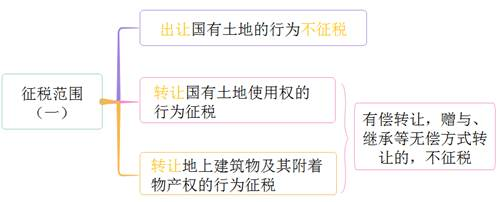 出让国有土地的行为不征税
征税范围
（一）
转让国有土地使用权的
行为征税
转让地上建筑物及其附着
物产权的行为征税
有偿转让，赠与、
继承等无偿方式转
让的，不征税